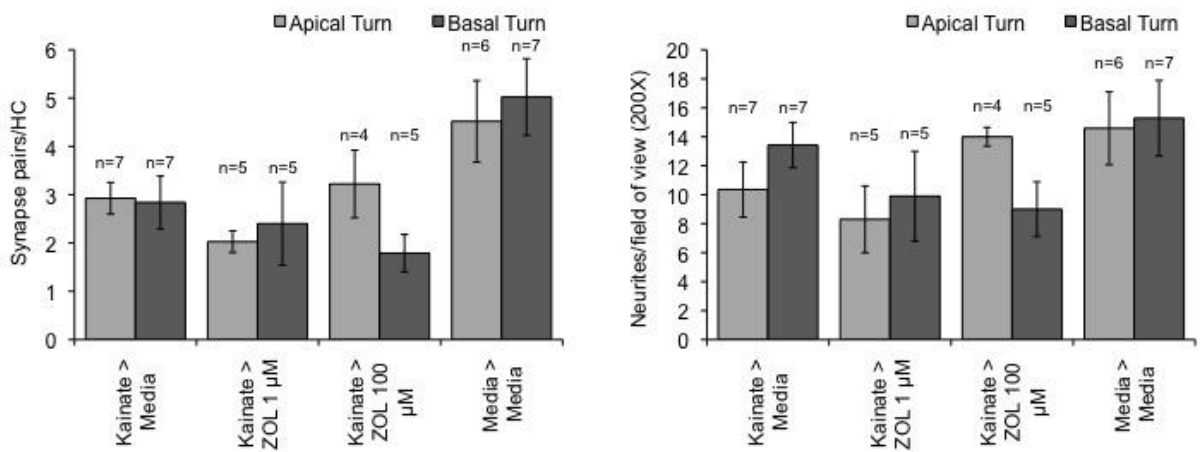 Apical Turn Basal Turn
Synapse pairs/HC
6
5
4
3
2
1
0
n=7 n=7
n=5 n=5
n=4 n=5
n=6 n=7
Kainate >
Media
Kainate >
ZOL 1 µM
Kainate >
ZOL 100
µM
Media >
Media
Apical Turn Basal Turn
Neurites/field of view (200X)
20
18
16
14
12
10
8
6
4
2
0
n=7 n=7
n=5 n=5
n=4 n=5
n=6 n=7
Kainate >
Media
Kainate >
ZOL 1 µM
Kainate >
ZOL 100
µM
Media >
Media